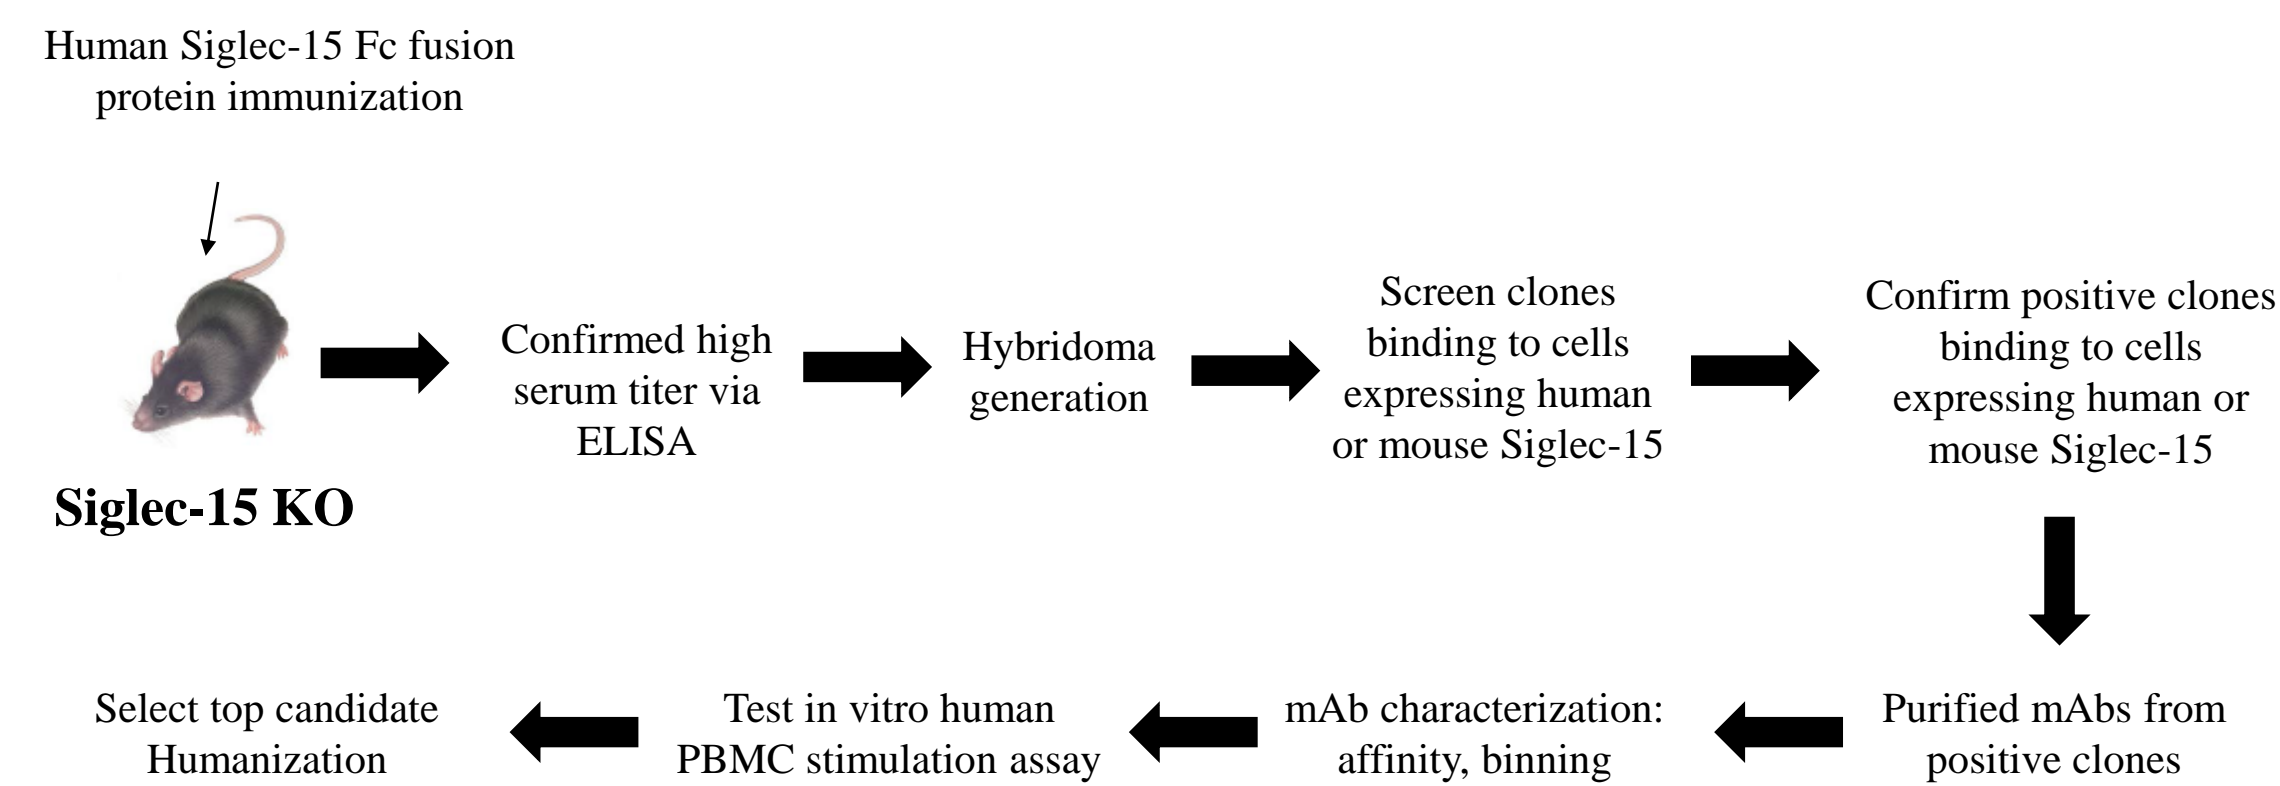 Human Siglec-15 Fc fusion
protein immunization
Siglec-15 KO
Confirmed high
serum titer via
ELISA
Hybridoma
generation
Screen clones
binding to cells
expressing human
or mouse Siglec-15
Confirm positive clones
binding to cells
expressing human or
mouse Siglec-15
Purified mAbs from
positive clones
mAb characterization:
affinity, binning
Test in vitro human
PBMC stimulation assay
Select top candidate
Humanization